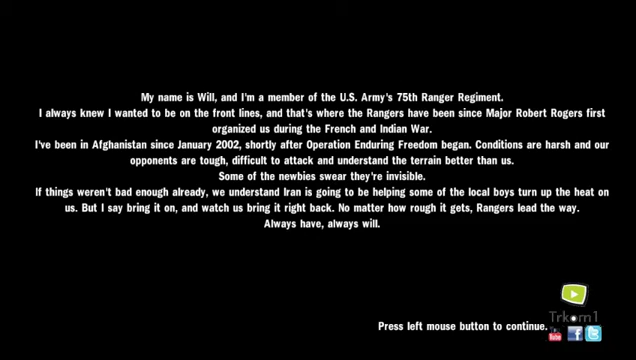 My name is Will, and I'm a member of the U.S. Army's 75th Ranger Regiment.
I always knew I wanted to be on the front lines, and that's where the Rangers have been since Major Robert Rogers first
organized us during the French and Indian War.
I've been in Afghanistan since January 2002, shortly after Operation Enduring Freedom began. Conditions are harsh and our
opponents are tough, difficult to attack and understand the terrain better than us.
Some of the newbies swear they're invisible.
If things weren't bad enough already, we understand Iran is going to be helping some of the local boys turn up the heat on
us. But I say bring it on, and watch us bring it right back. No matter how rough it gets, Rangers lead the way.
Always have, always will.
Trkom1
Press left mouse button to continue.